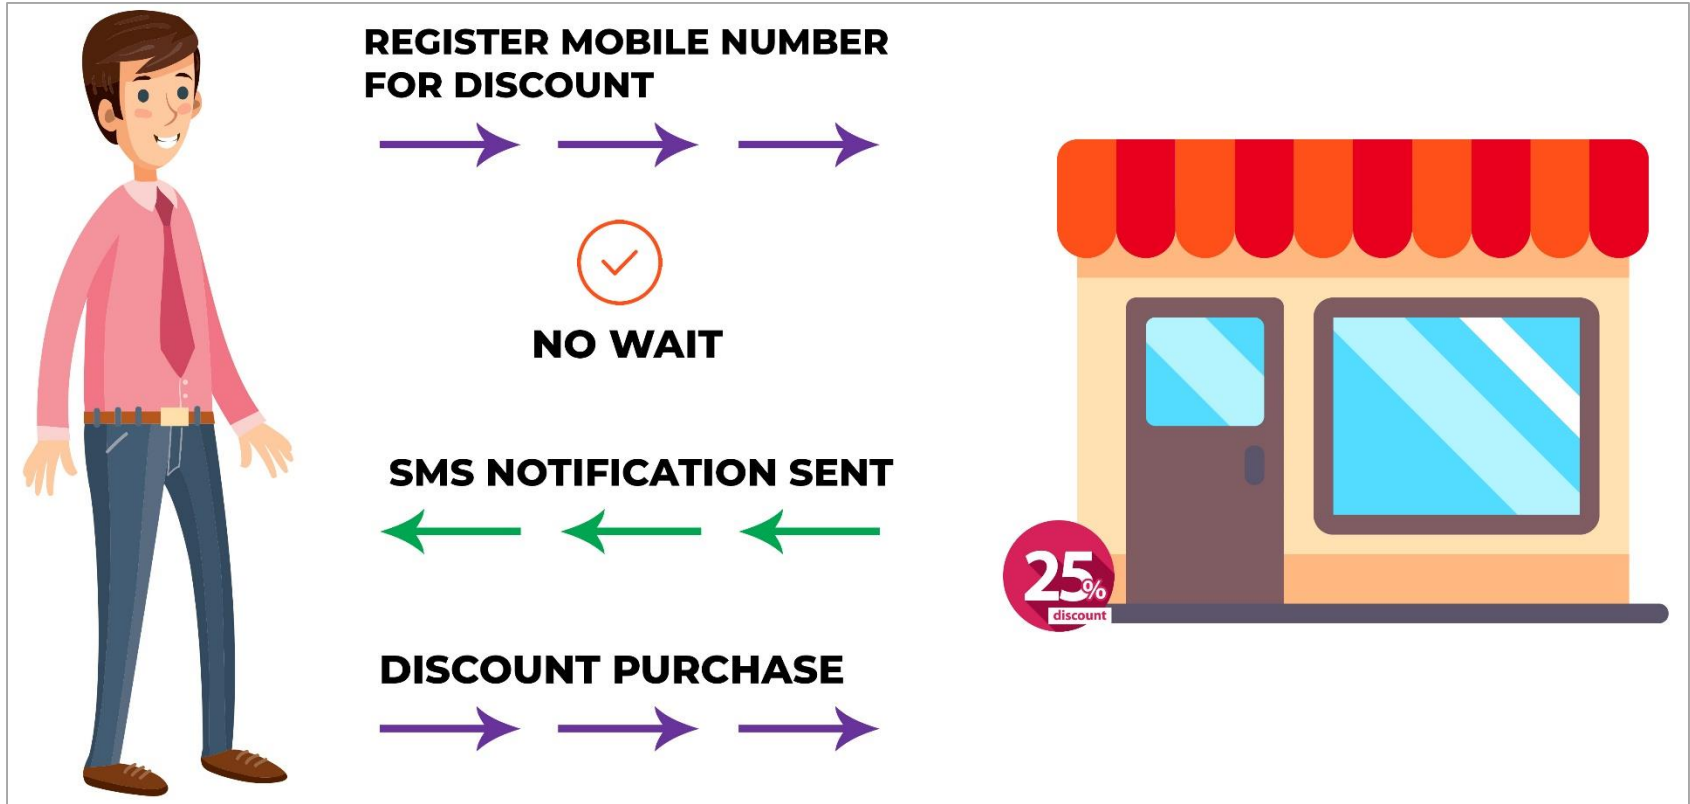 REGISTER MOBILE NUMBER
FOR DISCOUNT
NO WAIT
SMS NOTIFICATION SENT
25%
discount
DISCOUNT PURCHASE